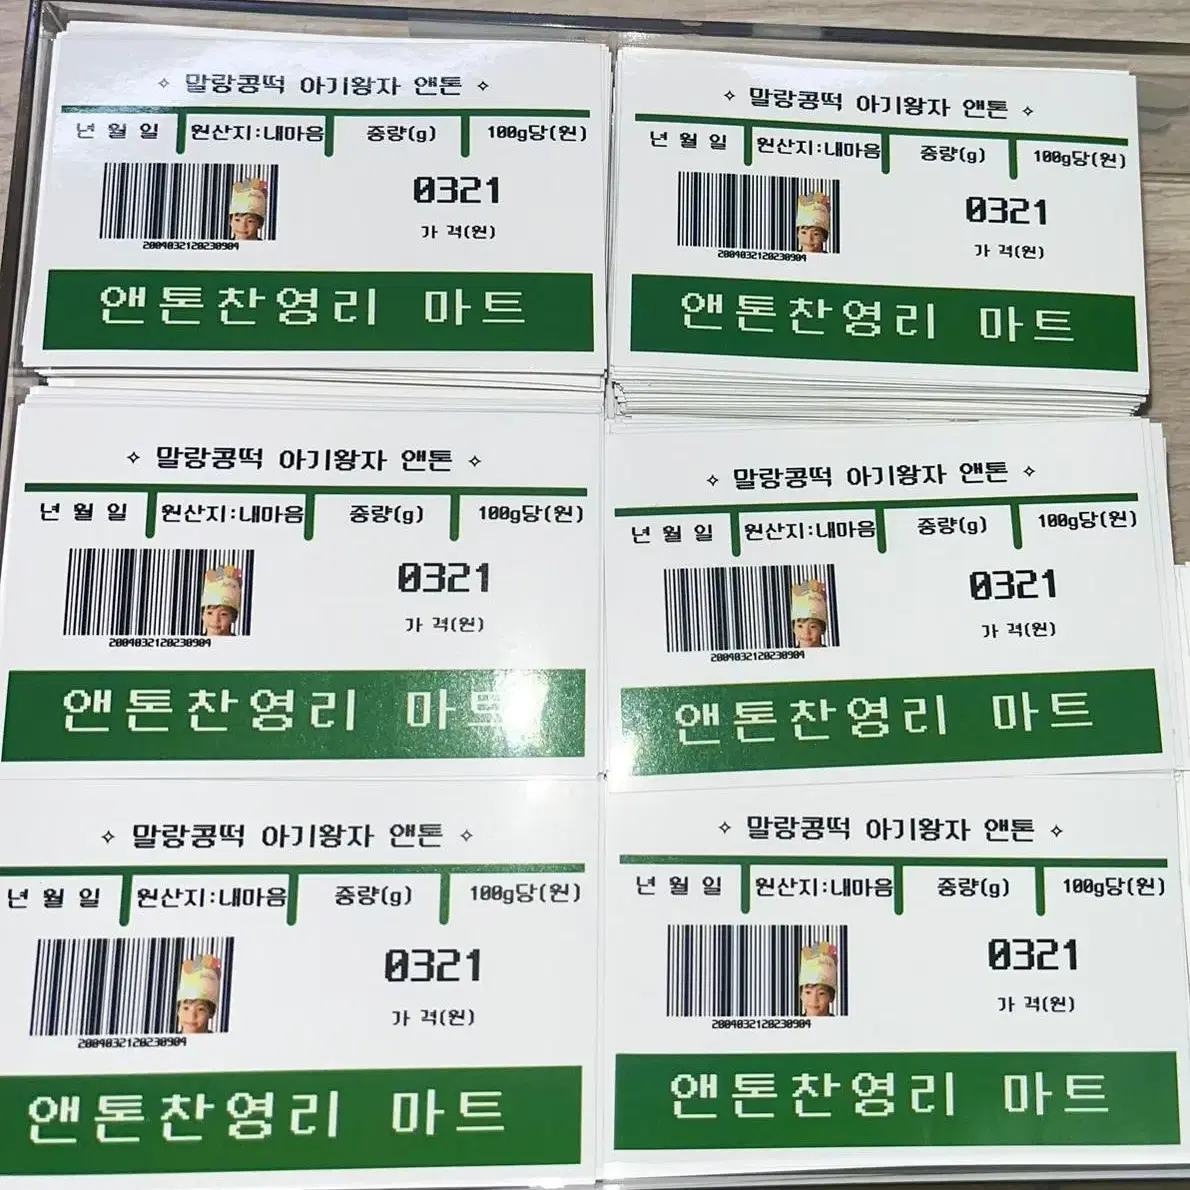 ✧ 말랑콩떡 아기왕자 앤톤 ✧
년 월 일 원산지:내마음 중량(g) 100g당(원)
0321
2004032120230904
가 격(원)
앤톤찬영리 마트
✧ 말랑콩떡 아기왕자 앤톤 ✧
년 월 일 원산지:내마음 중량(g) 100g당(원)
0321
2004032120230904
가 격(원)
앤톤찬영리 마트
✧ 말랑콩떡 아기왕자 앤톤 ✧
년 월 일 원산지:내마음 중량(g) 100g당(원)
0321
2004032120230904
가 격(원)
앤톤찬영리 마트
✧ 말랑콩떡 아기왕자 앤톤 ✧
년 월 일 원산지:내마음 중량(g) 100g당(원)
0321
2004032120230904
가 격(원)
앤톤찬영리 마트
✧ 말랑콩떡 아기왕자 앤톤 ✧
년 월 일 원산지:내마음 중량(g) 100g당(원)
0321
2004032120230904
가 격(원)
앤톤찬영리 마트
✧ 말랑콩떡 아기왕자 앤톤 ✧
년 월 일 원산지:내마음 중량(g) 100g당(원)
0321
2004032120230904
가 격(원)
앤톤찬영리 마트